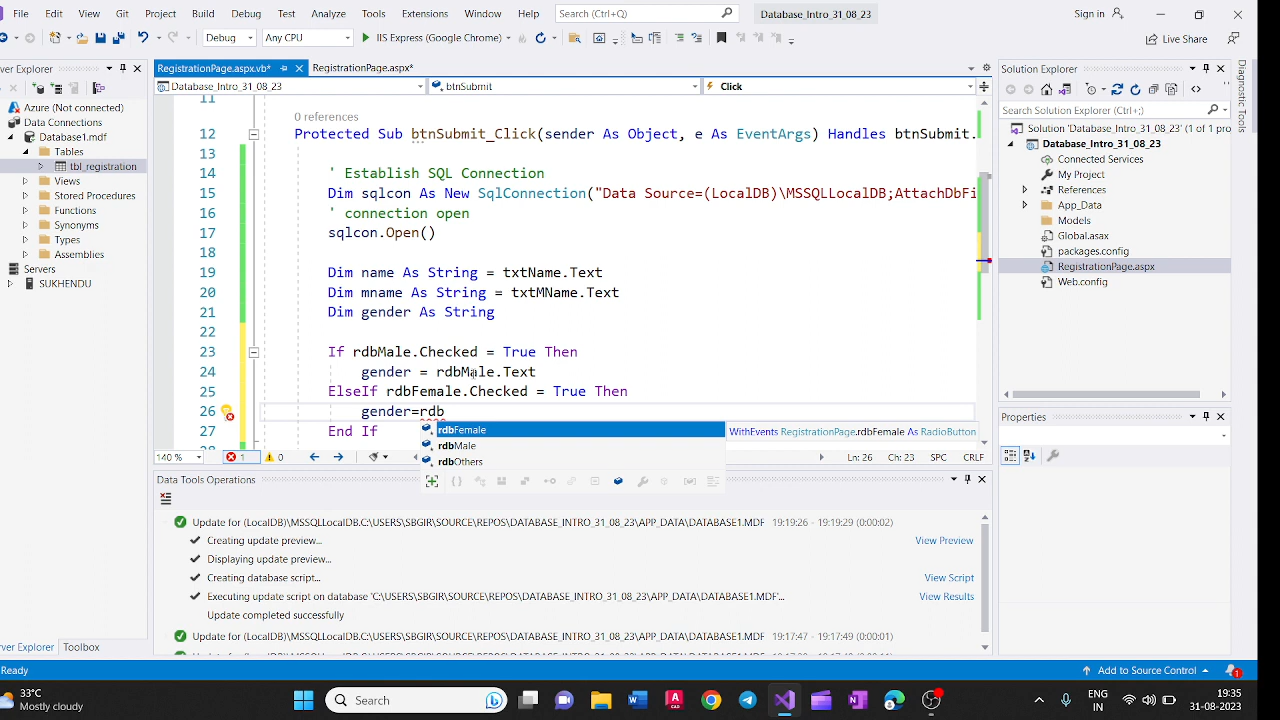 File Edit View Git Project Build Debug Test Analyze Tools Extensions Window Help Search (Ctrl+Q) Database_Intro_31_08_23 Sign in
Debug Any CPU IIS Express (Google Chrome) Live Share
erver Explorer
Azure (Not connected)
Data Connections
Database1.mdf
Tables
tbl_registration
Views
Stored Procedures
Functions
Synonyms
Types
Assemblies
Servers
SUKHENDU
erver Explorer Toolbox
RegistrationPage.aspx.vb* RegistrationPage.aspx*
Database_Intro_31_08_23 btnSubmit Click
11
0 references
12 Protected Sub btnSubmit_Click(sender As Object, e As EventArgs) Handles btnSubmit.
13
14 ' Establish SQL Connection
15 Dim sqlcon As New SqlConnection("Data Source=(LocalDB)\MSSQLLocalDB;AttachDbFi
16 ' connection open
17 sqlcon.Open()
18
19 Dim name As String = txtName.Text
20 Dim mname As String = txtMName.Text
21 Dim gender As String
22
23 If rdbMale.Checked = True Then
24 gender = rdbMale.Text
25 ElseIf rdbFemale.Checked = True Then
26 gender=rdb
27 End If
rdbFemale
rdbMale
rdbOthers
WithEvents RegistrationPage.rdbFemale As RadioButton
140 % 1 0 Ln: 26 Ch: 23 SPC CRLF
Data Tools Operations
Update for (LocalDB)\MSSQLLocalDB.C:\USERS\SBGIR\SOURCE\REPOS\DATABASE_INTRO_31_08_23\APP_DATA\DATABASE1.MDF 19:19:26 - 19:19:29 (0:00:02)
Creating update preview... View Preview
Displaying update preview...
Creating database script... View Script
Executing update script on database 'C:\USERS\SBGIR\SOURCE\REPOS\DATABASE_INTRO_31_08_23\APP_DATA\DATABASE1.MDF'... View Results
Update completed successfully
Update for (LocalDB)\MSSQLLocalDB.C:\USERS\SBGIR\SOURCE\REPOS\DATABASE_INTRO_31_08_23\APP_DATA\DATABASE1.MDF 19:17:47 - 19:17:49 (0:00:01)
Solution Explorer
Search Solution Explorer (Ctrl+;)
Solution 'Database_Intro_31_08_23' (1 of 1 pro
Database_Intro_31_08_23
Connected Services
My Project
References
App_Data
Models
Global.asax
packages.config
RegistrationPage.aspx
Web.config
Properties
Diagnostic Tools
Ready Add to Source Control 1
33°C
Mostly cloudy
Search
ENG
IN
19:35
31-08-2023